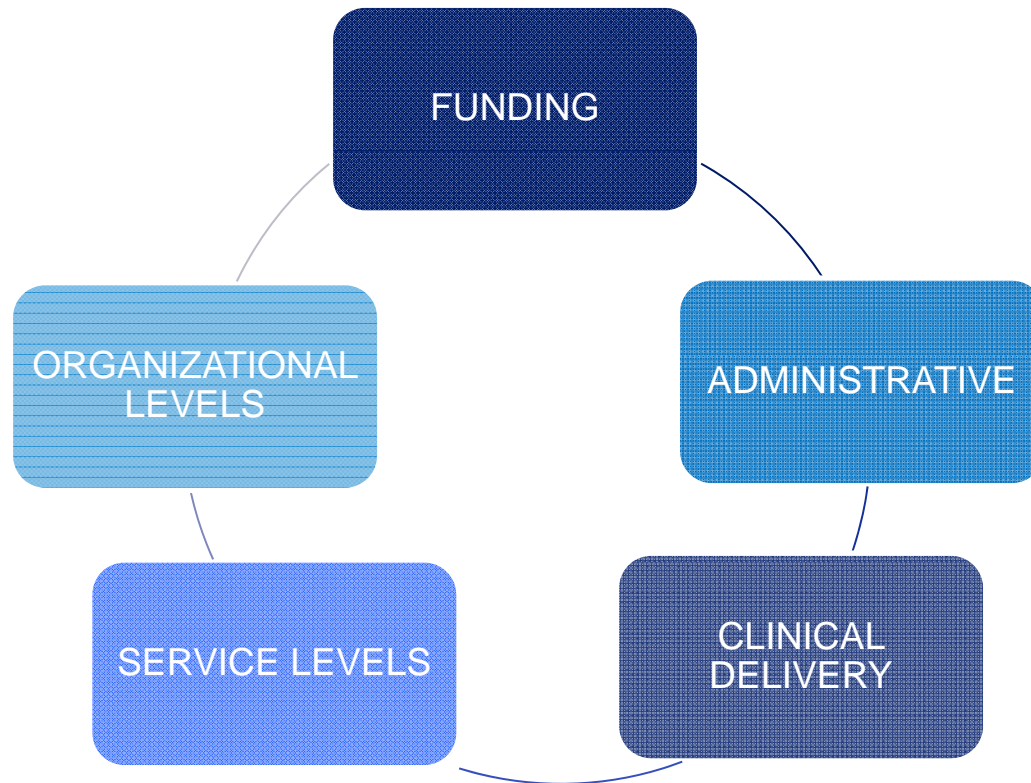 FUNDING
ADMINISTRATIVE
CLINICAL
DELIVERY
SERVICE LEVELS
ORGANIZATIONAL
LEVELS